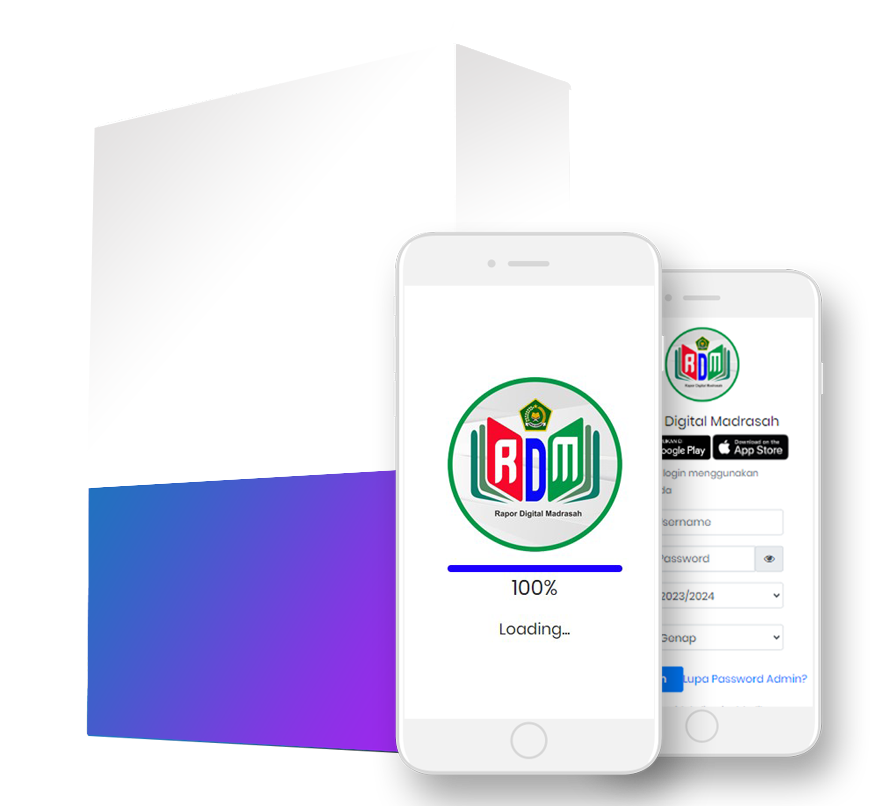 RDM
Rapor Digital Madrasah
100%
Loading...
RDM
Rapor Digital Madrasah
Digital Madrasah
Google Play
Download on the
App Store
login menggunakan
da
sername
Password
2023/2024
Genap
n Lupa Password Admin?